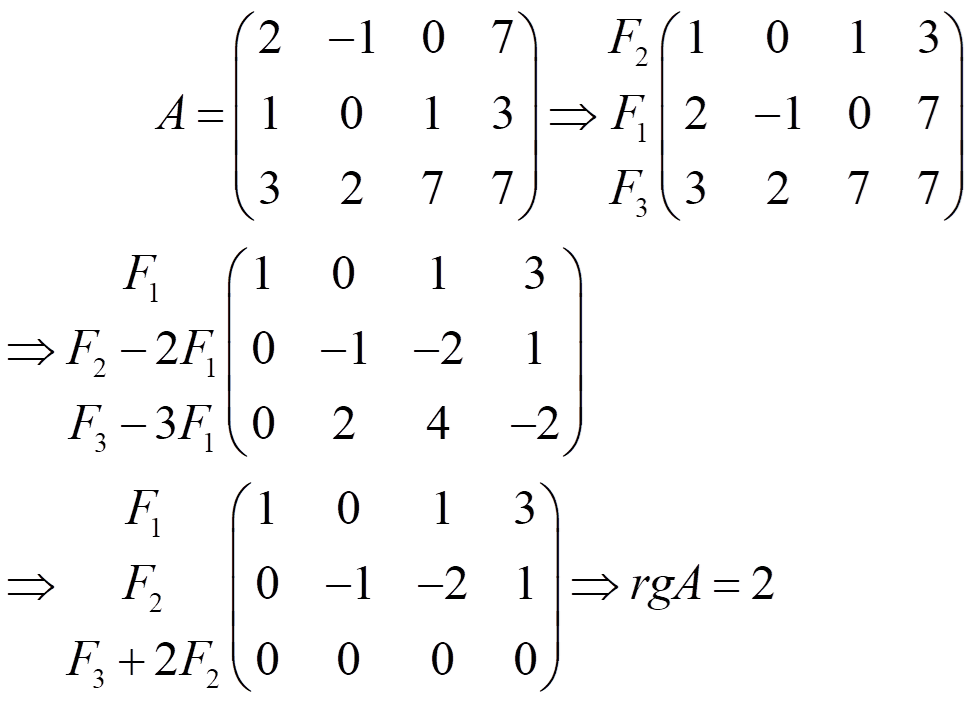 A = ( 2 −1 0 7 ) F₂ ( 1 0 1 3 )
( 1 0 1 3 ) ⇒ F₁ ( 2 −1 0 7 )
( 3 2 7 7 ) F₃ ( 3 2 7 7 )
F₁ ( 1 0 1 3 )
⇒ F₂ − 2F₁ ( 0 −1 −2 1 )
F₃ − 3F₁ ( 0 2 4 −2 )
F₁ ( 1 0 1 3 )
⇒ F₂ ( 0 −1 −2 1 ) ⇒ rgA = 2
F₃ + 2F₂ ( 0 0 0 0 )